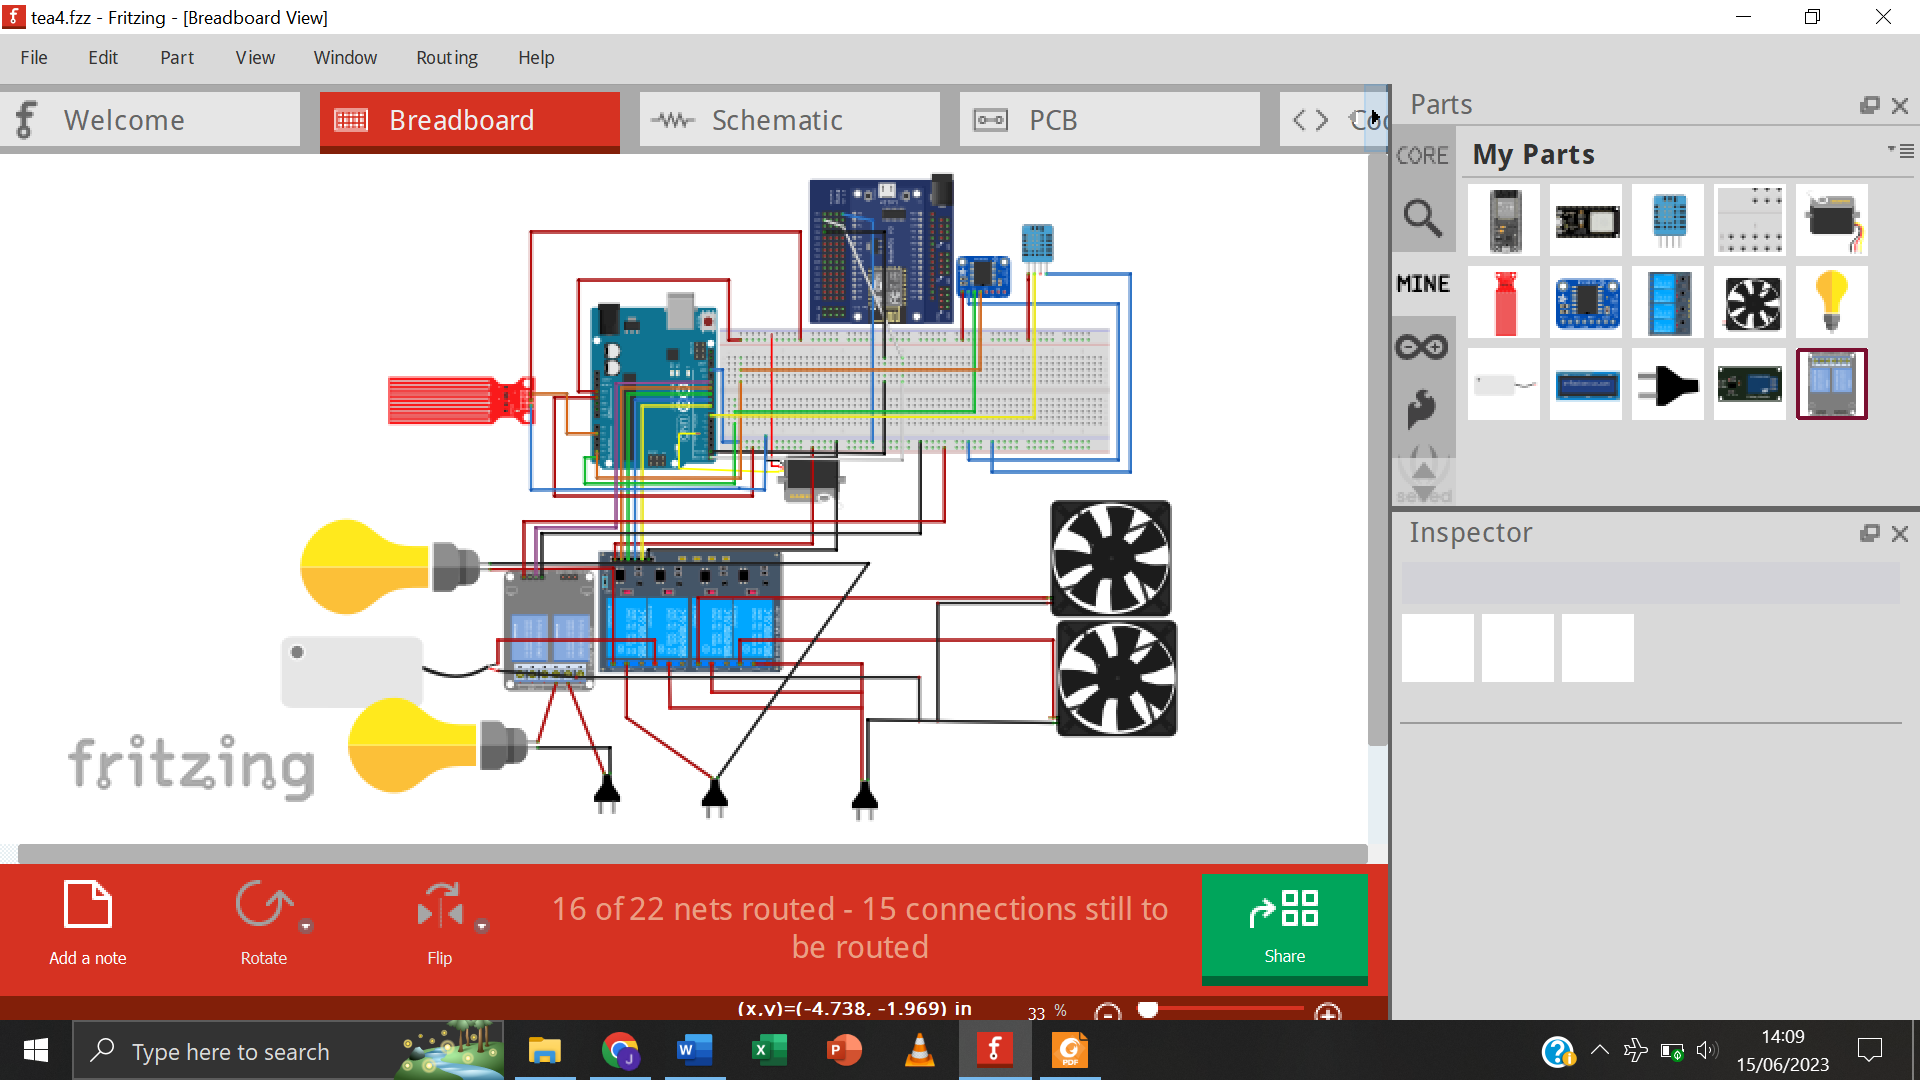 tea4.fzz - Fritzing - [Breadboard View]
File Edit Part View Window Routing Help
Welcome
Breadboard
Schematic
PCB
Parts
CORE
My Parts
MINE
seeed
Inspector
fritzing
Add a note
Rotate
Flip
16 of 22 nets routed - 15 connections still to
be routed
Share
(x,y)=(-4.738, -1.969) in
33 %
Type here to search
14:09
15/06/2023